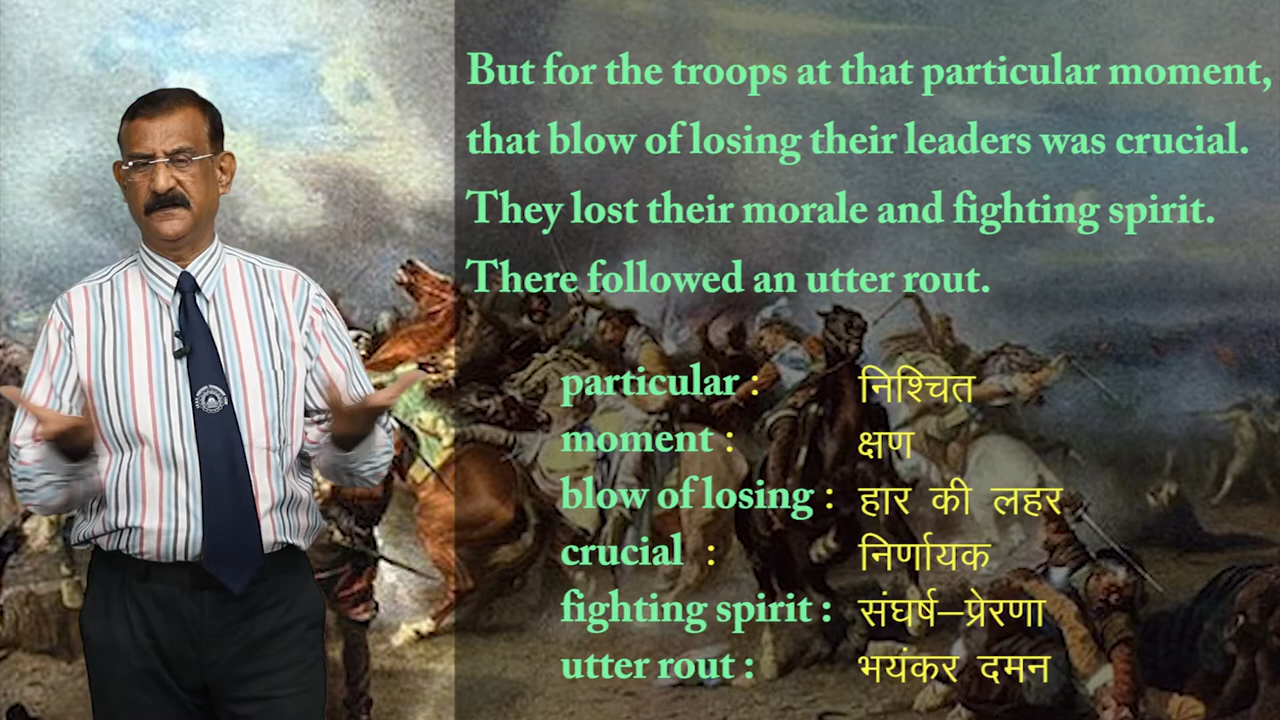 But for the troops at that particular moment,
that blow of losing their leaders was crucial.
They lost their morale and fighting spirit.
There followed an utter rout.
particular : निश्चित
moment : क्षण
blow of losing : हार की लहर
crucial : निर्णायक
fighting spirit : संघर्ष–प्रेरणा
utter rout : भयंकर दमन